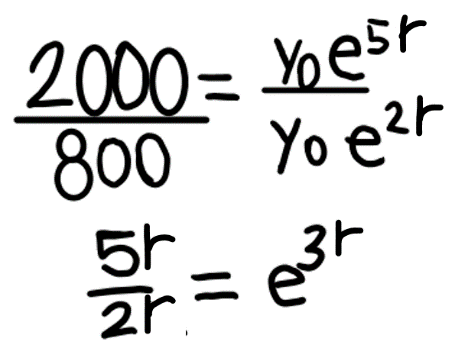 2000/800 = y₀e^5r/y₀e^2r
5r/2r = e^3r